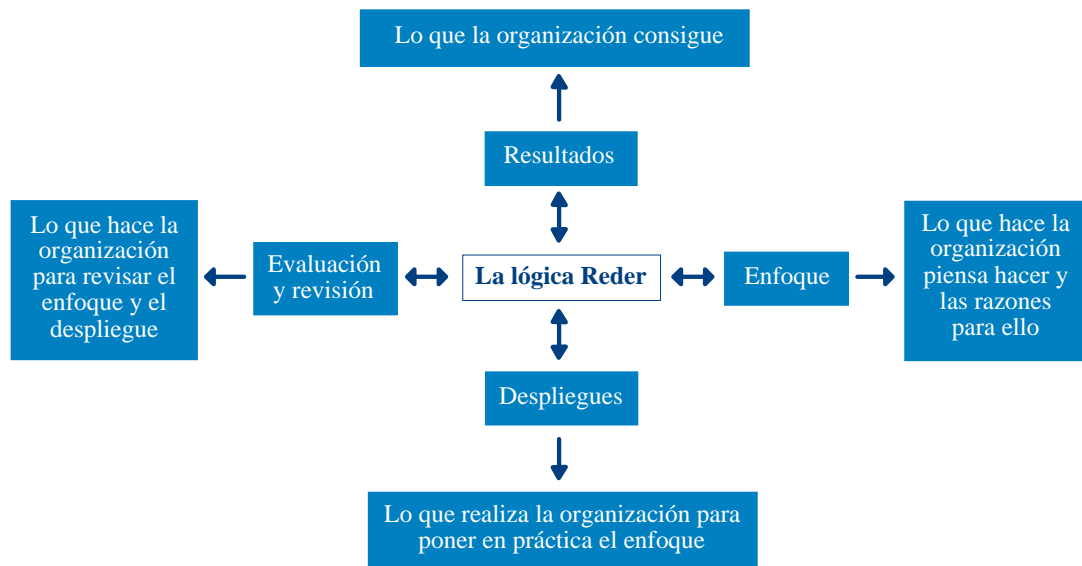 Lo que la organización consigue
Resultados
Lo que hace la
organización
para revisar el
enfoque y el
despliegue
Evaluación
y revisión
La lógica Reder
Enfoque
Lo que hace la
organización
piensa hacer y
las razones
para ello
Despliegues
Lo que realiza la organización para
poner en práctica el enfoque